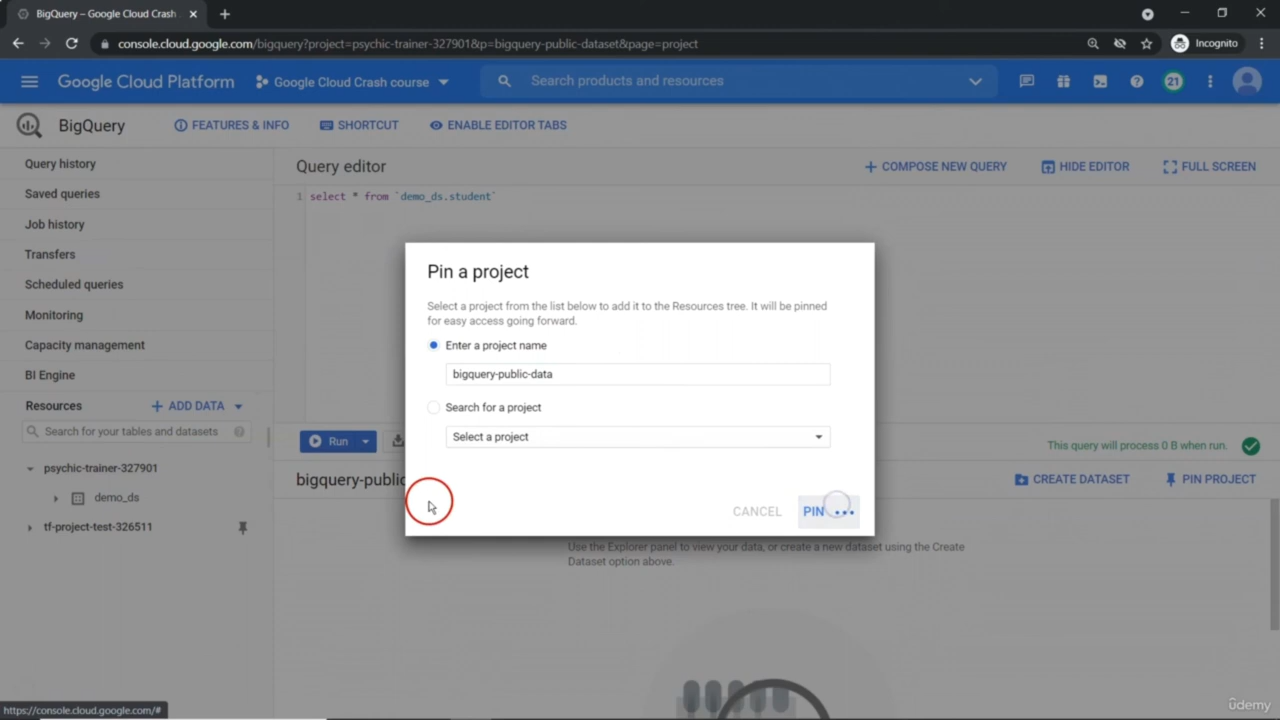 BigQuery – Google Cloud Crash
console.cloud.google.com/bigquery?project=psychic-trainer-327901&p=bigquery-public-dataset&page=project
Incognito
Google Cloud Platform
Google Cloud Crash course
Search products and resources
21
BigQuery
FEATURES & INFO
SHORTCUT
ENABLE EDITOR TABS
Query history
Saved queries
Job history
Transfers
Scheduled queries
Monitoring
Capacity management
BI Engine
Resources
+ ADD DATA
Search for your tables and datasets
psychic-trainer-327901
demo_ds
tf-project-test-326511
Query editor
+ COMPOSE NEW QUERY
HIDE EDITOR
FULL SCREEN
1 select * from `demo_ds.student`
Pin a project
Select a project from the list below to add it to the Resources tree. It will be pinned
for easy access going forward.
Enter a project name
bigquery-public-data
Search for a project
Select a project
CANCEL
PIN
Run
This query will process 0 B when run.
bigquery-public
CREATE DATASET
PIN PROJECT
Use the Explorer panel to view your data, or create a new dataset using the Create
Dataset option above.
https://console.cloud.google.com/#
ûdemy